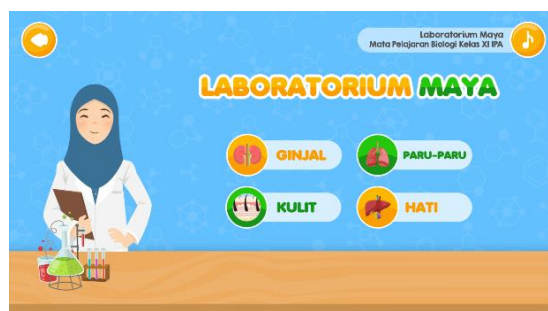 Laboratorium Maya
Mata Pelajaran Biologi Kelas XI IPA
LABORATORIUM MAYA
GINJAL
PARU-PARU
KULIT
HATI